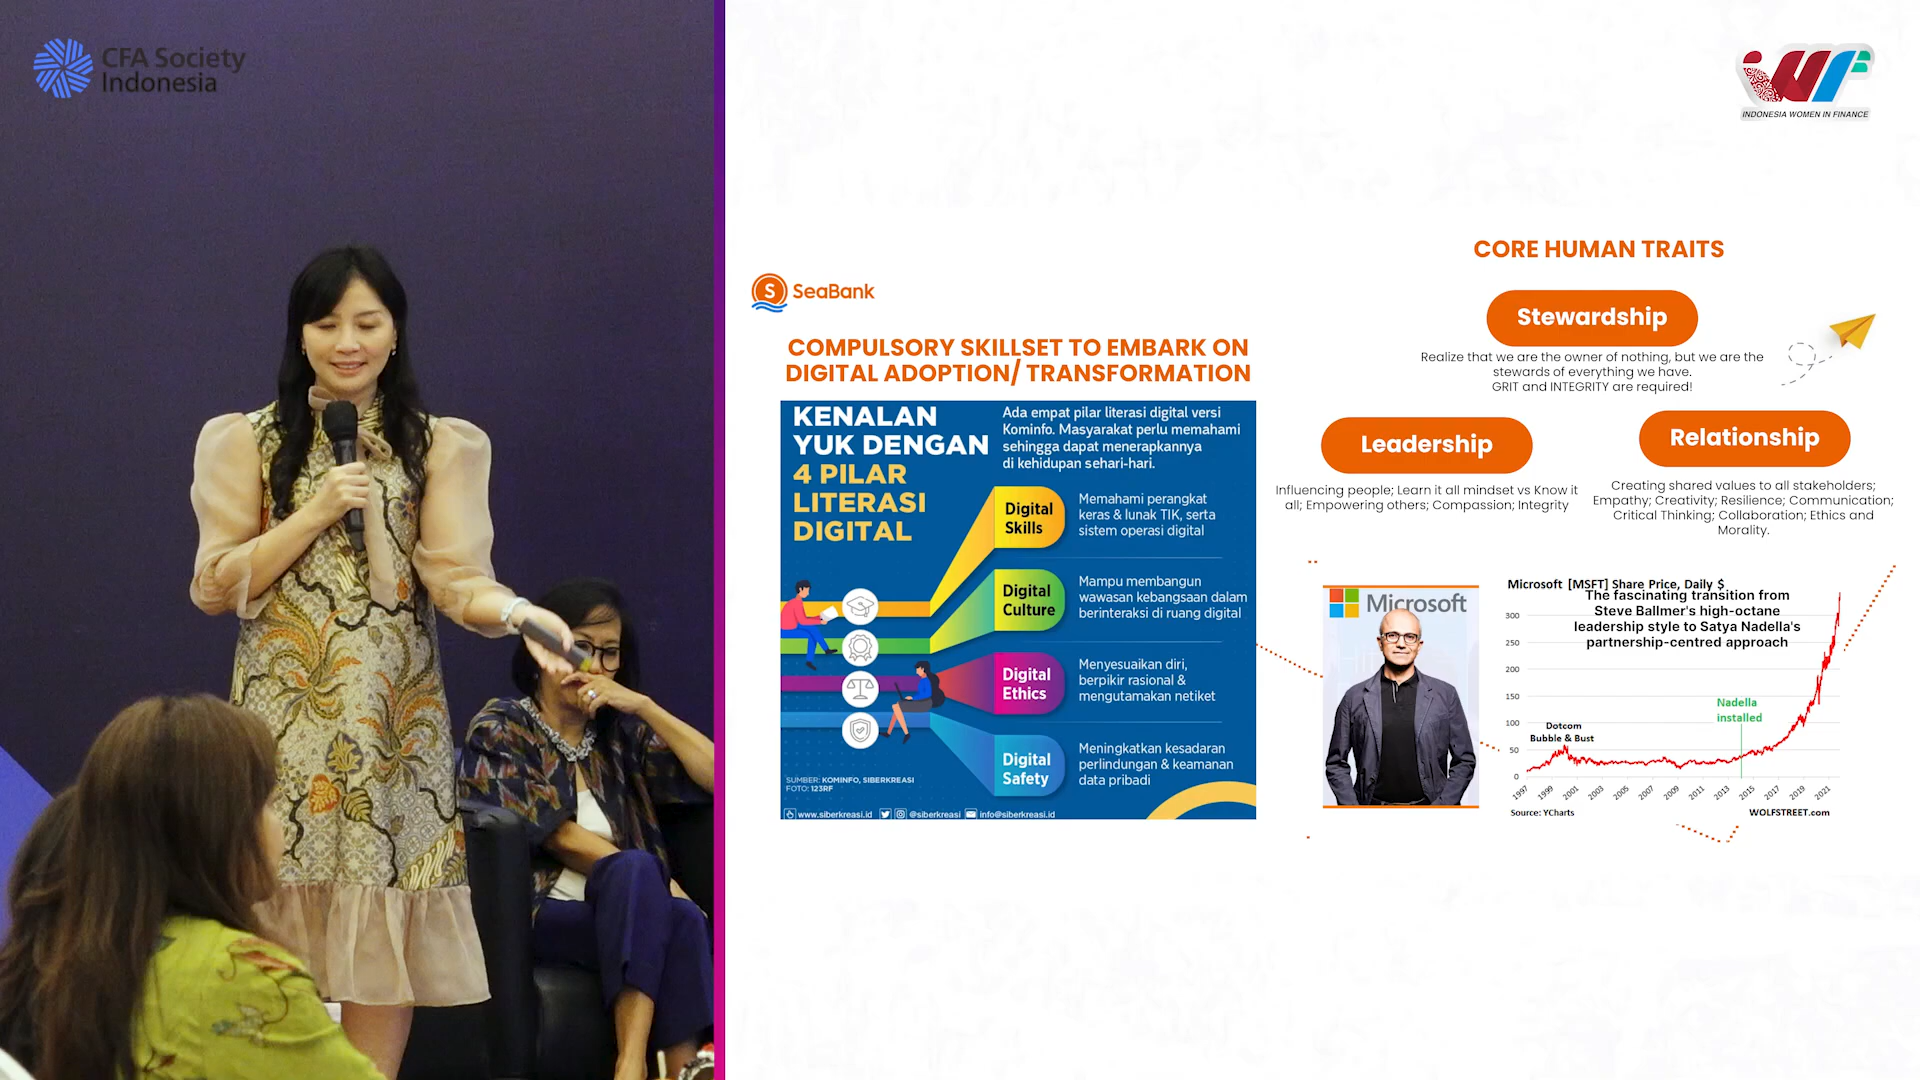 CFA Society
Indonesia
iWF
INDONESIA WOMEN IN FINANCE
S SeaBank
COMPULSORY SKILLSET TO EMBARK ON
DIGITAL ADOPTION/ TRANSFORMATION
KENALAN
YUK DENGAN
4 PILAR
LITERASI
DIGITAL
Ada empat pilar literasi digital versi
Kominfo. Masyarakat perlu memahami
sehingga dapat menerapkannya
di kehidupan sehari-hari.
Digital
Skills
Memahami perangkat
keras & lunak TIK, serta
sistem operasi digital
Digital
Culture
Mampu membangun
wawasan kebangsaan dalam
berinteraksi di ruang digital
Digital
Ethics
Menyesuaikan diri,
berpikir rasional &
mengutamakan netiket
Digital
Safety
Meningkatkan kesadaran
perlindungan & keamanan
data pribadi
SUMBER: KOMINFO, SIBERKREASI
FOTO: 123RF
www.siberkreasi.id @siberkreasi info@siberkreasi.id
CORE HUMAN TRAITS
Stewardship
Realize that we are the owner of nothing, but we are the
stewards of everything we have.
GRIT and INTEGRITY are required!
Leadership
Influencing people; Learn it all mindset vs Know it
all; Empowering others; Compassion; Integrity
Relationship
Creating shared values to all stakeholders;
Empathy; Creativity; Resilience; Communication;
Critical Thinking; Collaboration; Ethics and
Morality.
Microsoft
Microsoft [MSFT] Share Price, Daily $
The fascinating transition from
Steve Ballmer's high-octane
leadership style to Satya Nadella's
partnership-centred approach
300
250
200
150
100
50
0
Nadella
installed
Dotcom
Bubble & Bust
1997 1999 2001 2003 2005 2007 2009 2011 2013 2015 2017 2019 2021
Source: YCharts
WOLFSTREET.com